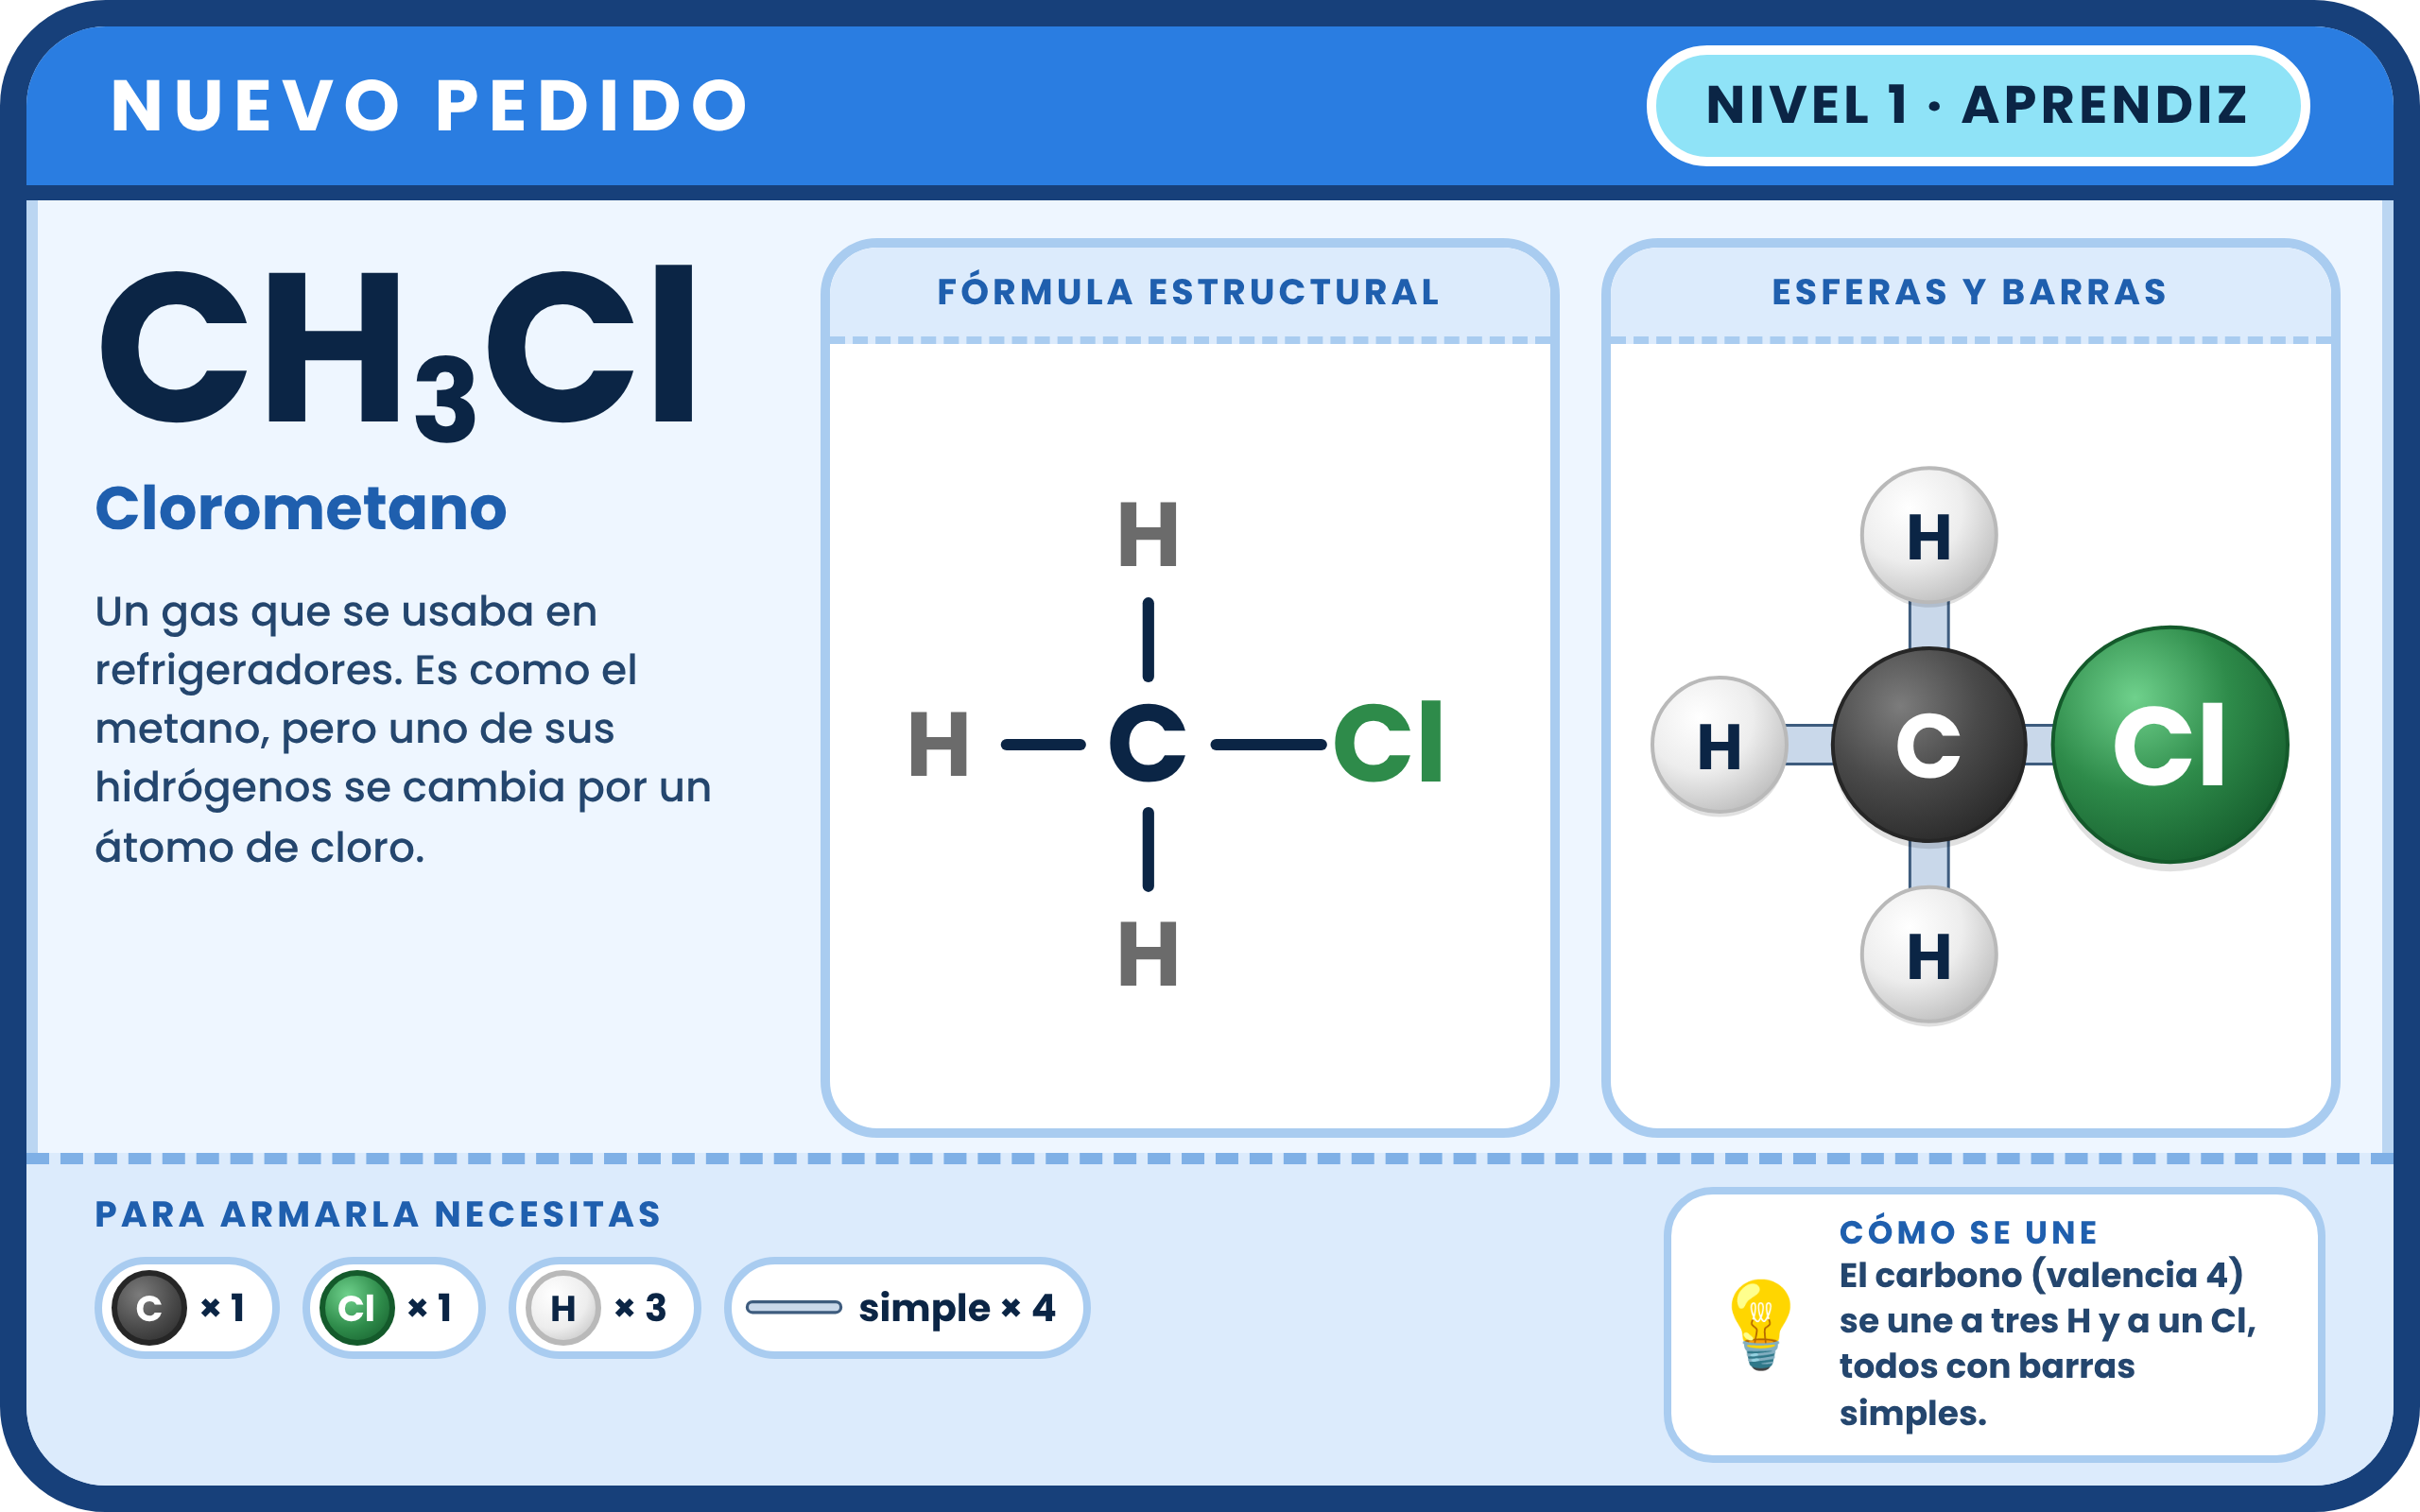 NUEVO PEDIDO
NIVEL 1 · APRENDIZ
CH₃Cl
Clorometano
Un gas que se usaba en
refrigeradores. Es como el
metano, pero uno de sus
hidrógenos se cambia por un
átomo de cloro.
FÓRMULA ESTRUCTURAL
H
H C Cl
H
ESFERAS Y BARRAS
H
H C Cl
H
PARA ARMARLA NECESITAS
C × 1
Cl × 1
H × 3
simple × 4
CÓMO SE UNE
El carbono (valencia 4)
se une a tres H y a un Cl,
todos con barras
simples.